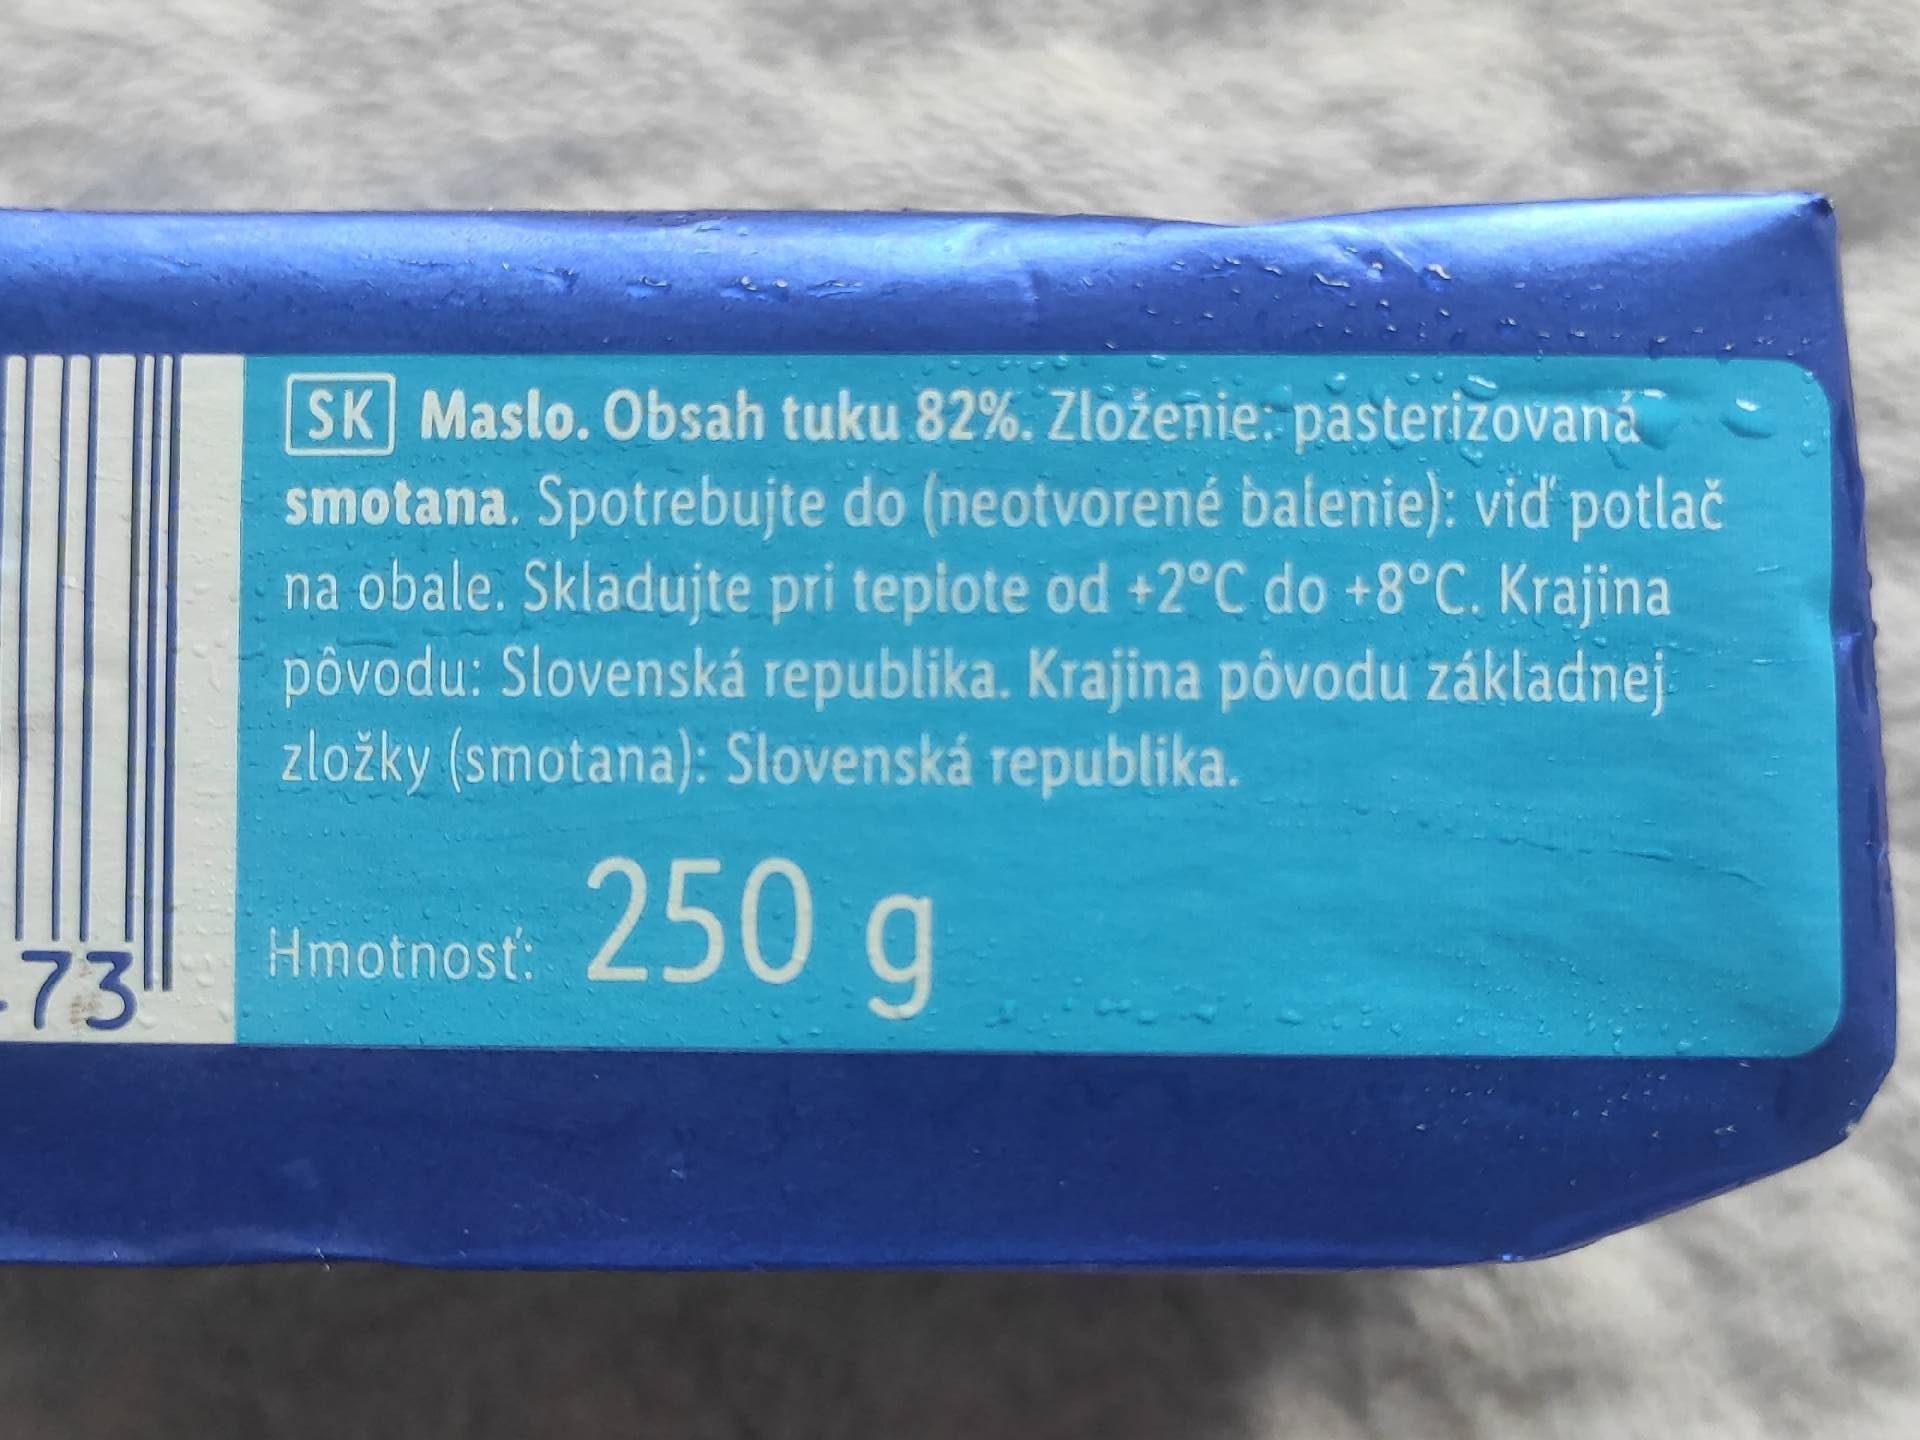 SK Maslo. Obsah tuku 82%. Zloženie: pasterizovaná
smotana. Spotrebujte do (neotvorené balenie): viď potlač
na obale. Skladujte pri teplote od +2°C do +8°C. Krajina
pôvodu: Slovenská republika. Krajina pôvodu základnej
zložky (smotana): Slovenská republika.
Hmotnosť: 250 g
73